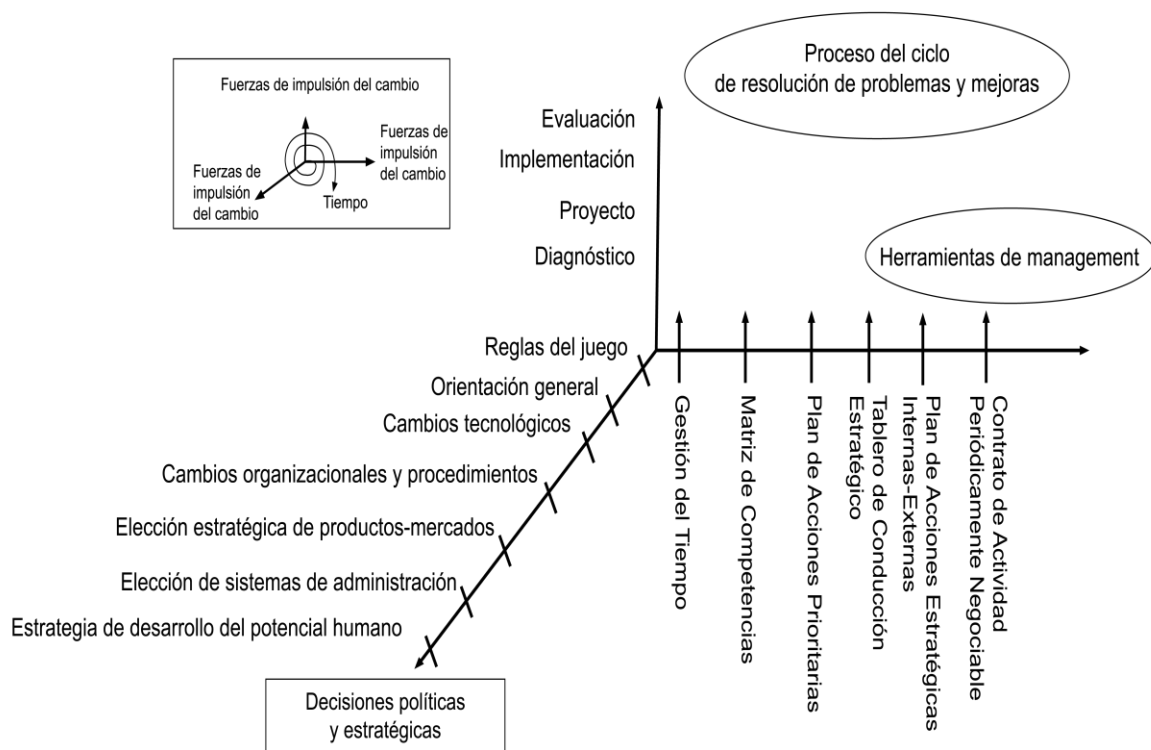 Proceso del ciclo
de resolución de problemas y mejoras
Fuerzas de impulsión del cambio
Fuerzas de
impulsión
del cambio
Fuerzas de
impulsión
del cambio
Tiempo
Evaluación
Implementación
Proyecto
Diagnóstico
Herramientas de management
Reglas del juego
Orientación general
Cambios tecnológicos
Cambios organizacionales y procedimientos
Elección estratégica de productos-mercados
Elección de sistemas de administración
Estrategia de desarrollo del potencial humano
Decisiones políticas
y estratégicas
Gestión del Tiempo
Matriz de Competencias
Plan de Acciones Prioritarias
Tablero de Conducción
Estratégico
Plan de Acciones Estratégicas
Internas-Externas
Contrato de Actividad
Periódicamente Negociable